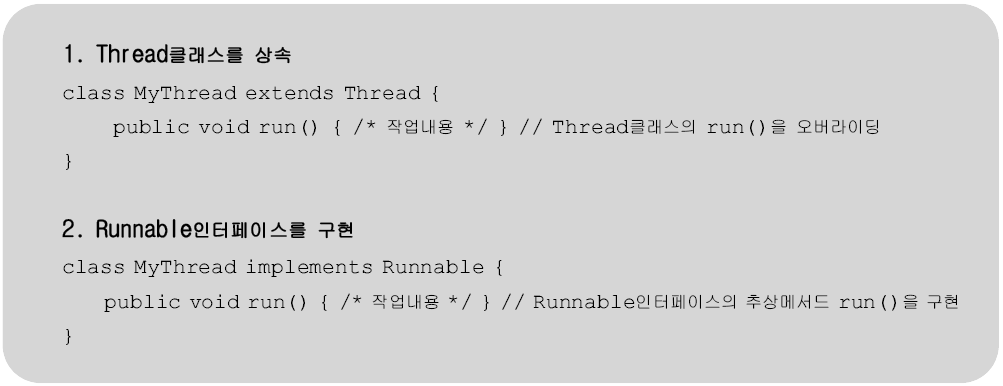 1. Thread클래스를 상속
class MyThread extends Thread {
public void run() { /* 작업내용 */ } // Thread클래스의 run()을 오버라이딩
}
2. Runnable인터페이스를 구현
class MyThread implements Runnable {
public void run() { /* 작업내용 */ } // Runnable인터페이스의 추상메서드 run()을 구현
}